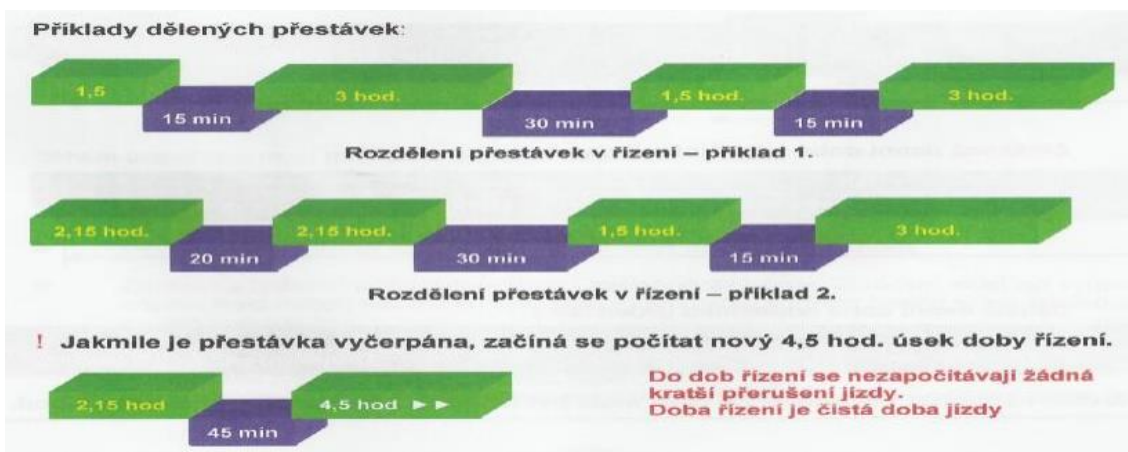 Příklady dělených přestávek:
1,5
3 hod.
1,5 hod.
3 hod.
15 min
30 min
15 min
Rozdělení přestávek v řízení – příklad 1.
2,15 hod.
2,15 hod.
1,5 hod.
3 hod.
20 min
30 min
15 min
Rozdělení přestávek v řízení – příklad 2.
! Jakmile je přestávka vyčerpána, začíná se počítat nový 4,5 hod. úsek doby řízení.
Do dob řízení se nezapočítávají žádná
kratší přerušení jízdy.
Doba řízení je čistá doba jízdy
2,15 hod
4,5 hod ►►
45 min